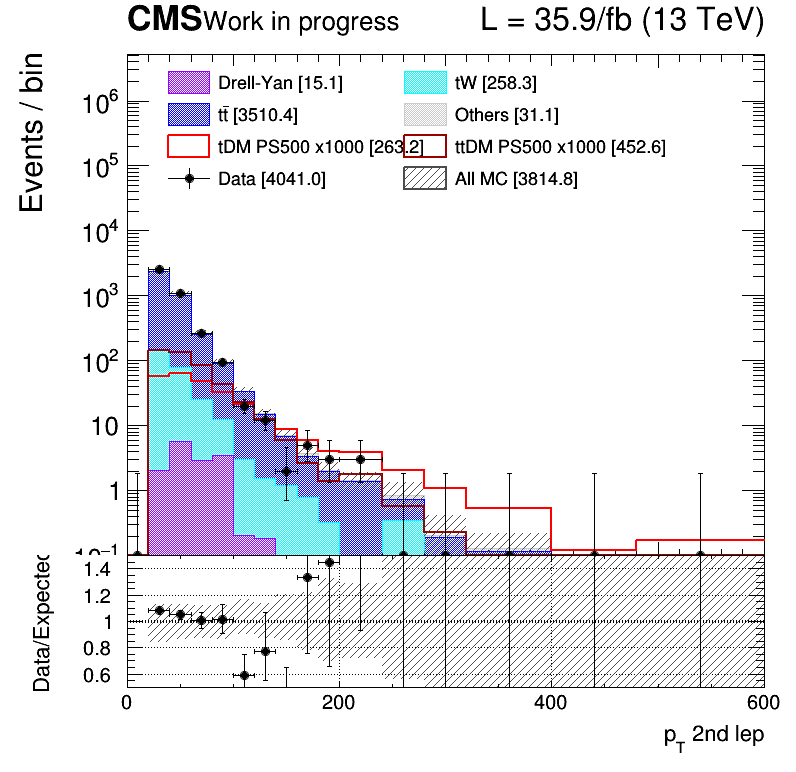 CMS Work in progress L = 35.9/fb (13 TeV)
Events / bin
Drell-Yan [15.1] tW [258.3]
tt̄ [3510.4] Others [31.1]
tDM PS500 x1000 [263.2] ttDM PS500 x1000 [452.6]
Data [4041.0] All MC [3814.8]
10⁶
10⁵
10⁴
10³
10²
10
1
10⁻¹
Data/Expected
1.4
1.2
1
0.8
0.6
0 200 400 600
p_T 2nd lep